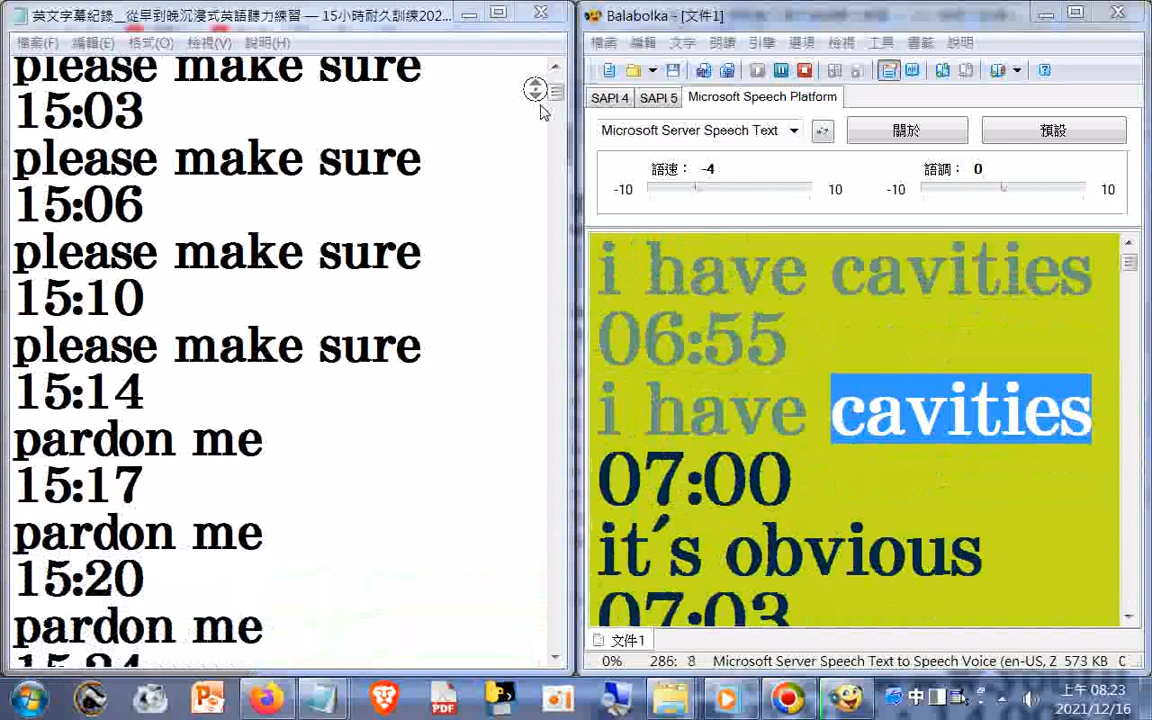 英文字幕紀錄__從早到晚沉浸式英語聽力練習 — 15小時耐久訓練202...
檔案(F) 編輯(E) 格式(O) 檢視(V) 說明(H)
please make sure
15:03
please make sure
15:06
please make sure
15:10
please make sure
15:14
pardon me
15:17
pardon me
15:20
pardon me
15:24
Balabolka - [文件1]
檔案 編輯 文字 朗讀 引擎 選項 檢視 工具 書籤 說明
SAPI 4 SAPI 5 Microsoft Speech Platform
Microsoft Server Speech Text 關於 預設
語速： -4 語調： 0
-10 10 -10 10
i have cavities
06:55
i have cavities
07:00
it's obvious
07:03
文件1
0% 286: 8 Microsoft Server Speech Text to Speech Voice (en-US, Z 573 KB
PDF 中 上午 08:23
2021/12/16